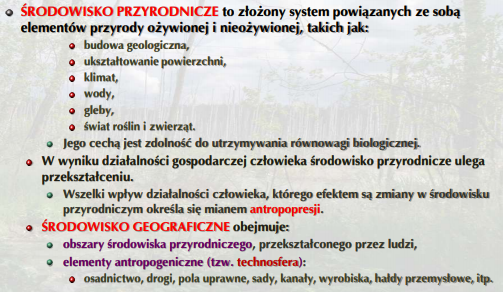 ŚRODOWISKO PRZYRODNICZE to złożony system powiązanych ze sobą
elementów przyrody ożywionej i nieożywionej, takich jak:
budowa geologiczna,
ukształtowanie powierzchni,
klimat,
wody,
gleby,
świat roślin i zwierząt.
Jego cechą jest zdolność do utrzymywania równowagi biologicznej.
W wyniku działalności gospodarczej człowieka środowisko przyrodnicze ulega
przekształceniu.
Wszelki wpływ działalności człowieka, którego efektem są zmiany w środowisku
przyrodniczym określa się mianem antropopresji.
ŚRODOWISKO GEOGRAFICZNE obejmuje:
obszary środowiska przyrodniczego, przekształconego przez ludzi,
elementy antropogeniczne (tzw. technosfera):
osadnictwo, drogi, pola uprawne, sady, kanały, wyrobiska, hałdy przemysłowe, itp.